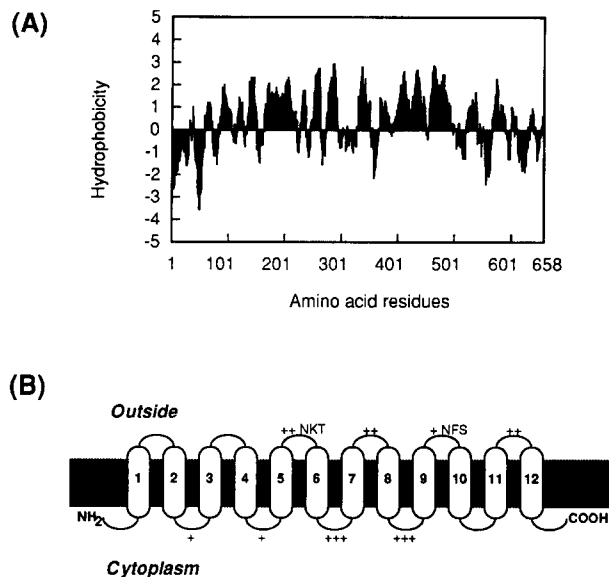 (A)
5
4
3
2
1
0
-1
-2
3
-4
-5
Hydrophobicity
1 101 201 301 401 501 601 658
Amino acid residues
(B)
Outside
++ NKT ++ + NFS ++
1 2 3 4 5 6 7 8 9 10 11 12
NH2 COOH
+ + +++ +++
Cytoplasm